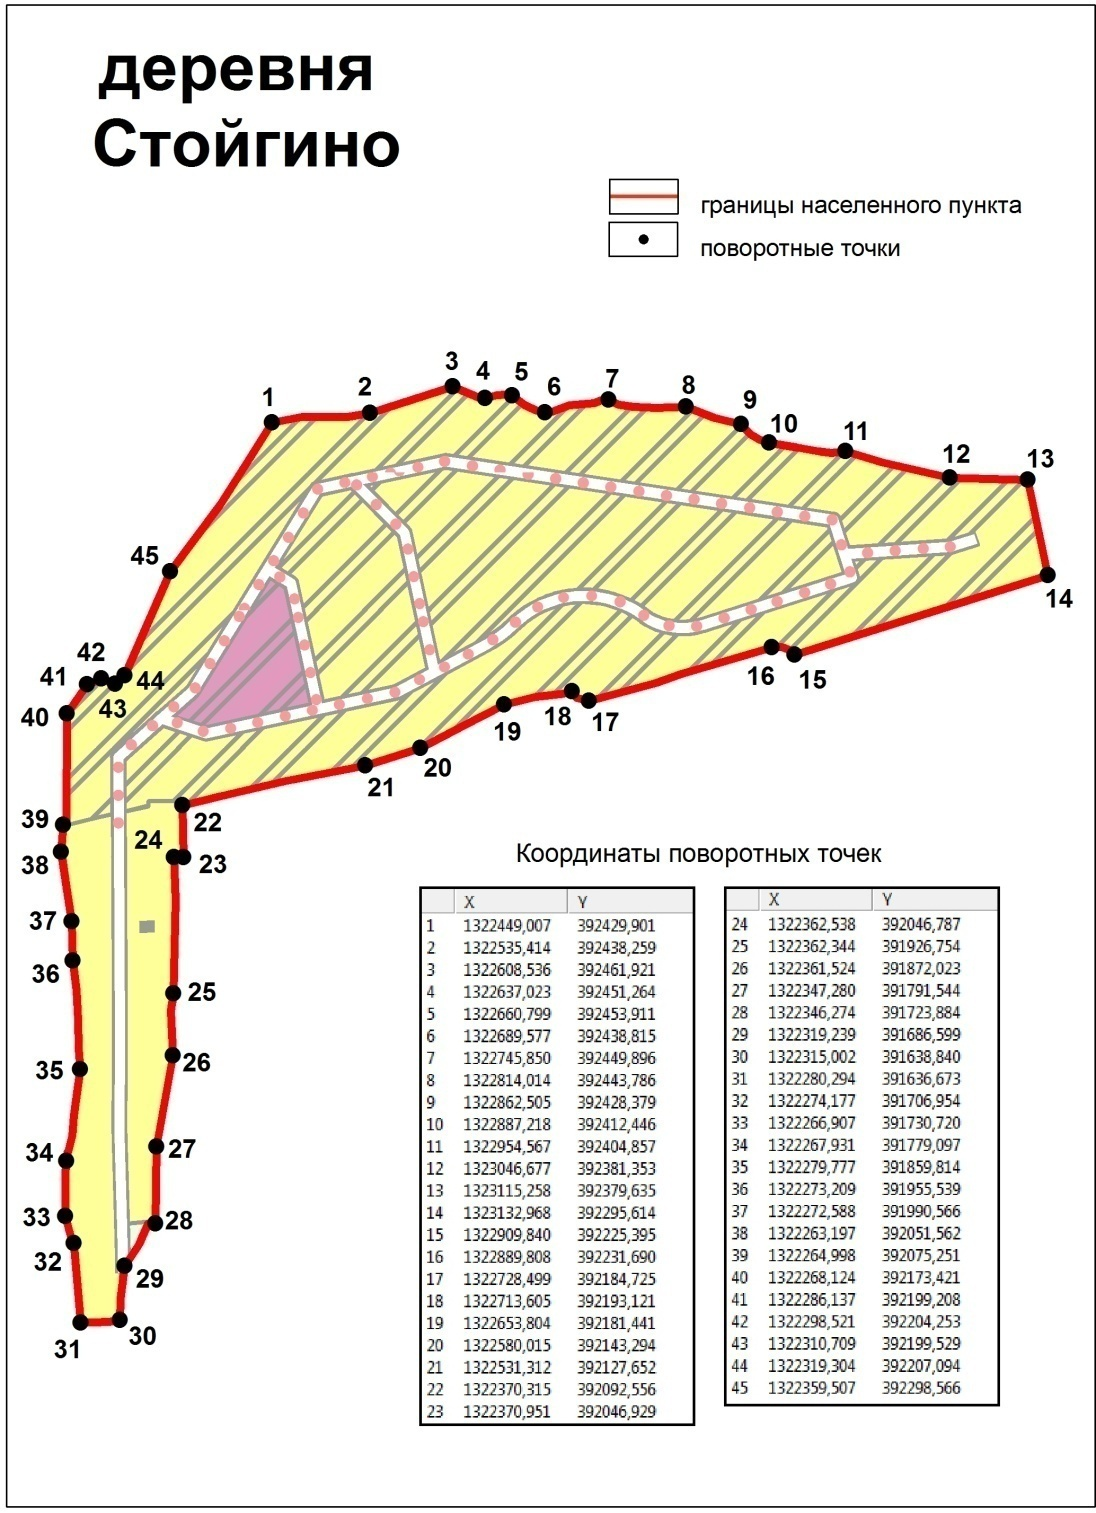 деревня
Стойгино
границы населенного пункта
поворотные точки
3
5
4
1
2
6
7
8
9
10
11
12
13
45
14
42
41
44
43
40
16
15
18
17
19
20
21
39
22
24
23
38
37
36
25
26
35
34
27
33
28
32
29
30
31
Координаты поворотных точек
X Y
1 1322449,007 392429,901
2 1322535,414 392438,259
3 1322608,536 392461,921
4 1322637,023 392451,264
5 1322660,799 392453,911
6 1322689,577 392438,815
7 1322745,850 392449,896
8 1322814,014 392443,786
9 1322862,505 392428,379
10 1322887,218 392412,446
11 1322954,567 392404,857
12 1323046,677 392381,353
13 1323115,258 392379,635
14 1323132,968 392295,614
15 1322909,840 392225,395
16 1322889,808 392231,690
17 1322728,499 392184,725
18 1322713,605 392193,121
19 1322653,804 392181,441
20 1322580,015 392143,294
21 1322531,312 392127,652
22 1322370,315 392092,556
23 1322370,951 392046,929
X Y
24 1322362,538 392046,787
25 1322362,344 391926,754
26 1322361,524 391872,023
27 1322347,280 391791,544
28 1322346,274 391723,884
29 1322319,239 391686,599
30 1322315,002 391638,840
31 1322280,294 391636,673
32 1322274,177 391706,954
33 1322266,907 391730,720
34 1322267,931 391779,097
35 1322279,777 391859,814
36 1322273,209 391955,539
37 1322272,588 391990,566
38 1322263,197 392051,562
39 1322264,998 392075,251
40 1322268,124 392173,421
41 1322286,137 392199,208
42 1322298,521 392204,253
43 1322310,709 392199,529
44 1322319,304 392207,094
45 1322359,507 392298,566